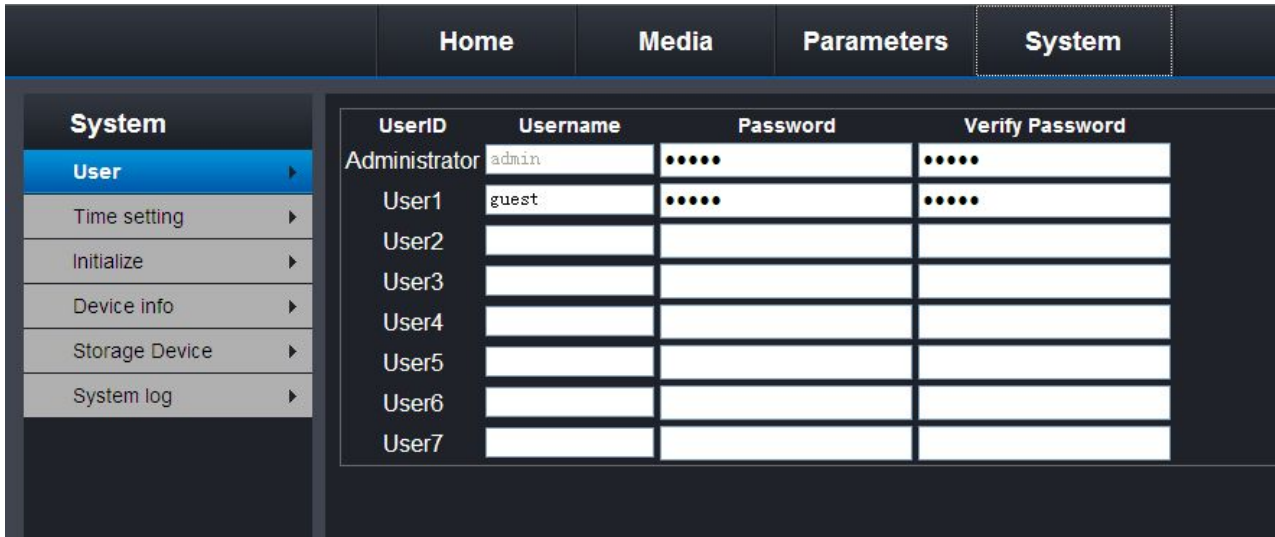 Home Media Parameters System
System
User
Time setting
Initialize
Device info
Storage Device
System log
UserID Username Password Verify Password
Administrator admin ••••• •••••
User1 guest ••••• •••••
User2
User3
User4
User5
User6
User7